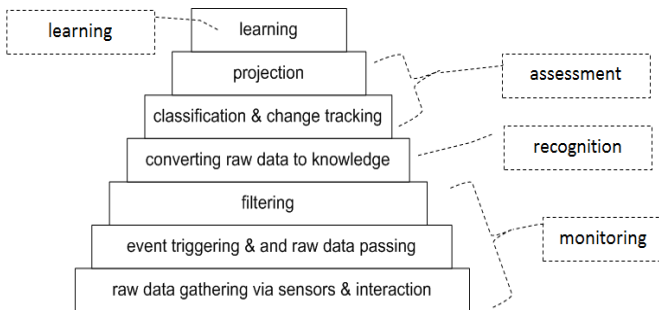 learning
learning
projection
assessment
classification & change tracking
converting raw data to knowledge
recognition
filtering
monitoring
event triggering & and raw data passing
raw data gathering via sensors & interaction